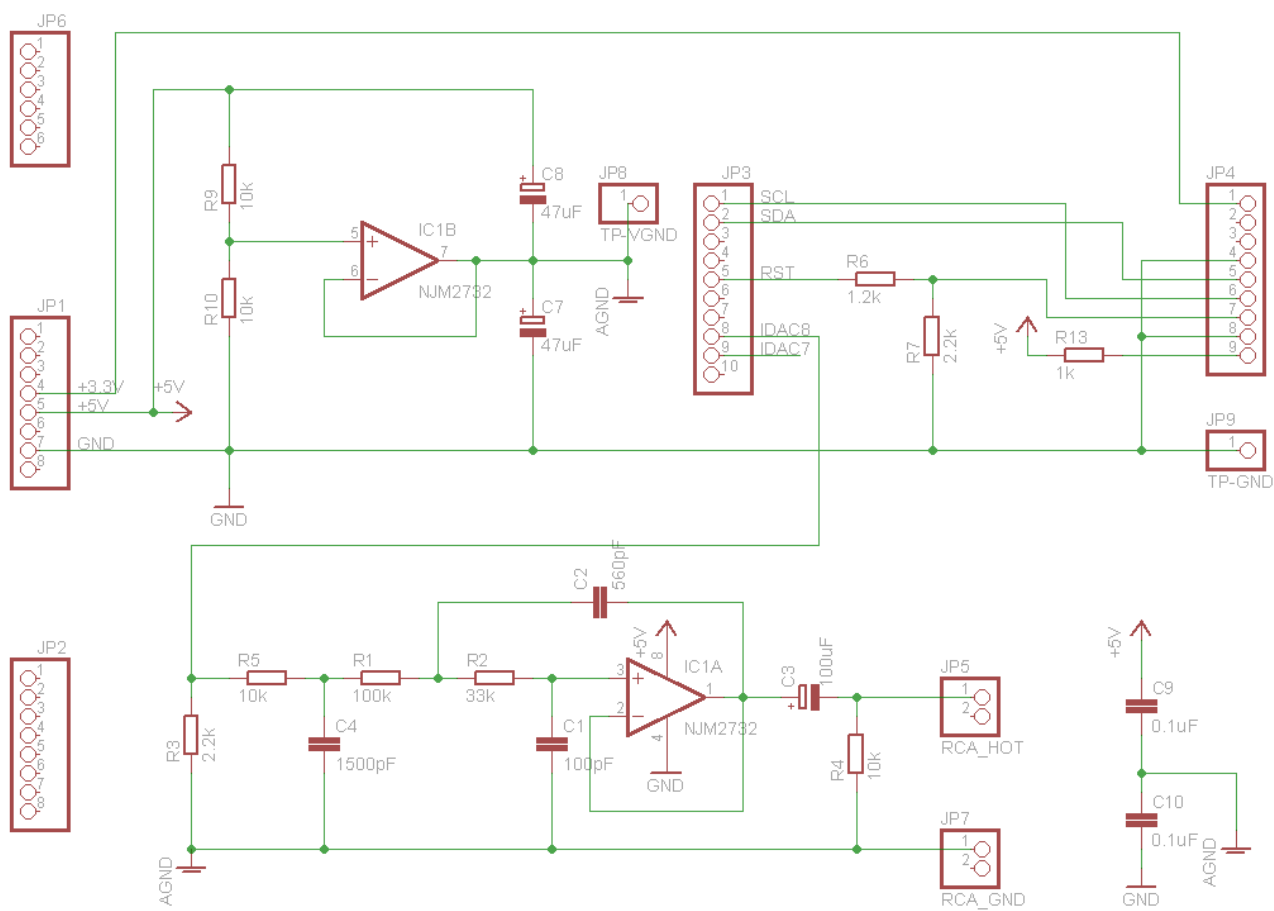 JP6
1
2
3
4
5
6
R9
10k
R10
10k
5
6
7
IC1B
NJM2732
C8
47uF
C7
47uF
JP8
1
TP-VGND
AGND
JP3
1
2
3
4
5
6
7
8
9
10
SCL
SDA
RST
IDAC8
IDAC7
R6
1.2k
R7
2.2k
+5V
R13
1k
JP4
1
2
3
4
5
6
7
8
9
JP1
1
2
3
4
5
6
7
8
+3.3V
+5V
+5V
GND
GND
JP9
1
TP-GND
C2
560pF
JP2
1
2
3
4
5
6
7
8
R5
10k
R1
100k
R2
33k
R3
2.2k
C4
1500pF
C1
100pF
+5V
8
3
2
1
4
IC1A
NJM2732
GND
C3
100uF
R4
10k
JP5
1
2
RCA_HOT
JP7
1
2
RCA_GND
AGND
+5V
C9
0.1uF
C10
0.1uF
AGND
GND